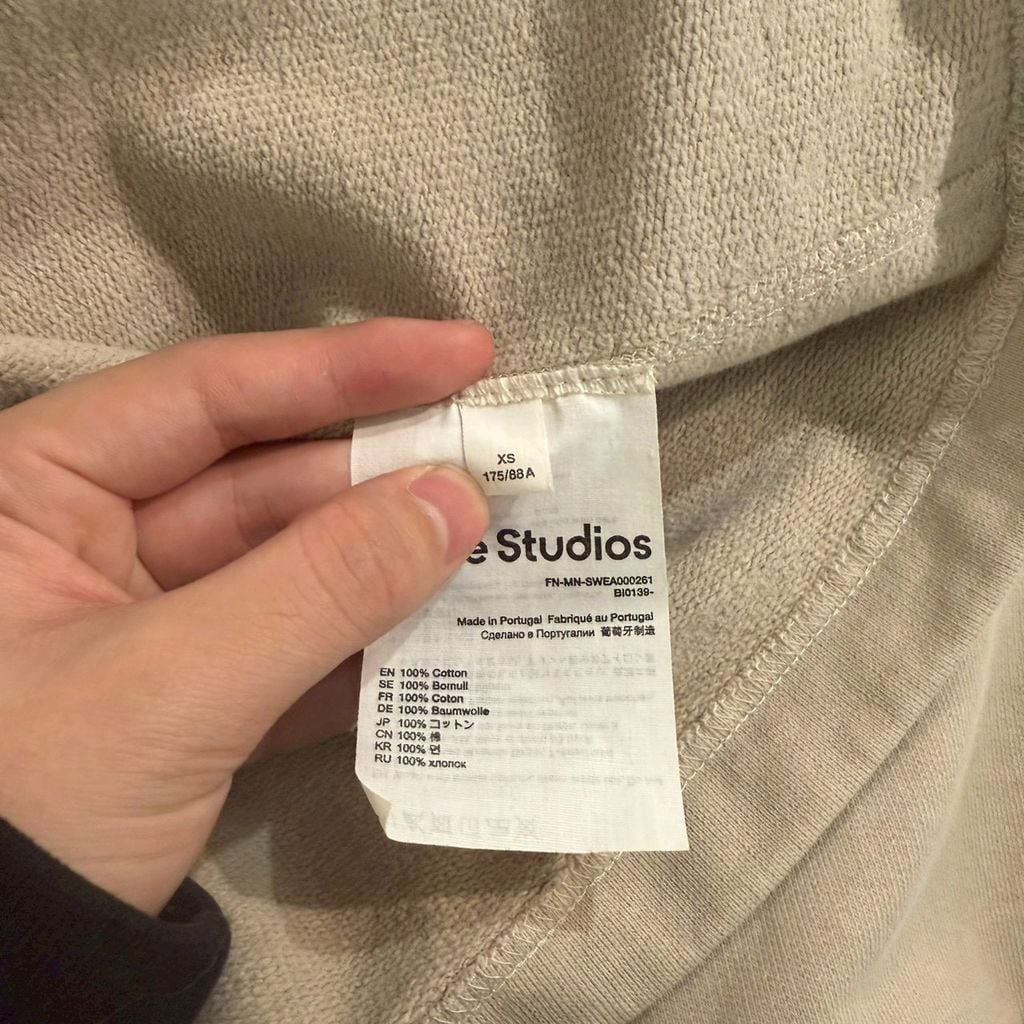 XS
175/88A
e Studios
FN-MN-SWEA000261
BI0139-
Made in Portugal Fabriqué au Portugal
Сделано в Португалии 葡萄牙制造
EN 100% Cotton
SE 100% Bomull
FR 100% Coton
DE 100% Baumwolle
JP 100% コットン
CN 100% 棉
KR 100% 면
RU 100% хлопок